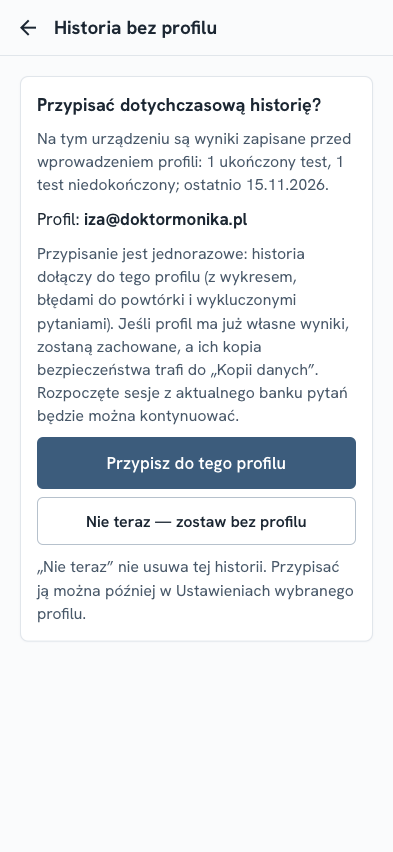 Historia bez profilu
Przypisać dotychczasową historię?
Na tym urządzeniu są wyniki zapisane przed
wprowadzeniem profili: 1 ukończony test, 1
test niedokończony; ostatnio 15.11.2026.
Profil: iza@doktormonika.pl
Przypisanie jest jednorazowe: historia
dołączy do tego profilu (z wykresem,
błędami do powtórki i wykluczonymi
pytaniami). Jeśli profil ma już własne wyniki,
zostaną zachowane, a ich kopia
bezpieczeństwa trafi do „Kopii danych”.
Rozpoczęte sesje z aktualnego banku pytań
będzie można kontynuować.
Przypisz do tego profilu
Nie teraz — zostaw bez profilu
„Nie teraz” nie usuwa tej historii. Przypisać
ją można później w Ustawieniach wybranego
profilu.